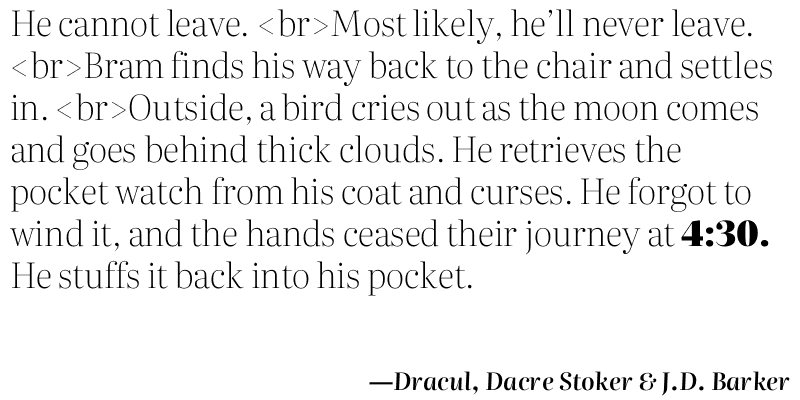 He cannot leave. <br>Most likely, he’ll never leave.
<br>Bram finds his way back to the chair and settles
in. <br>Outside, a bird cries out as the moon comes
and goes behind thick clouds. He retrieves the
pocket watch from his coat and curses. He forgot to
wind it, and the hands ceased their journey at 4:30.
He stuffs it back into his pocket.
—Dracul, Dacre Stoker & J.D. Barker